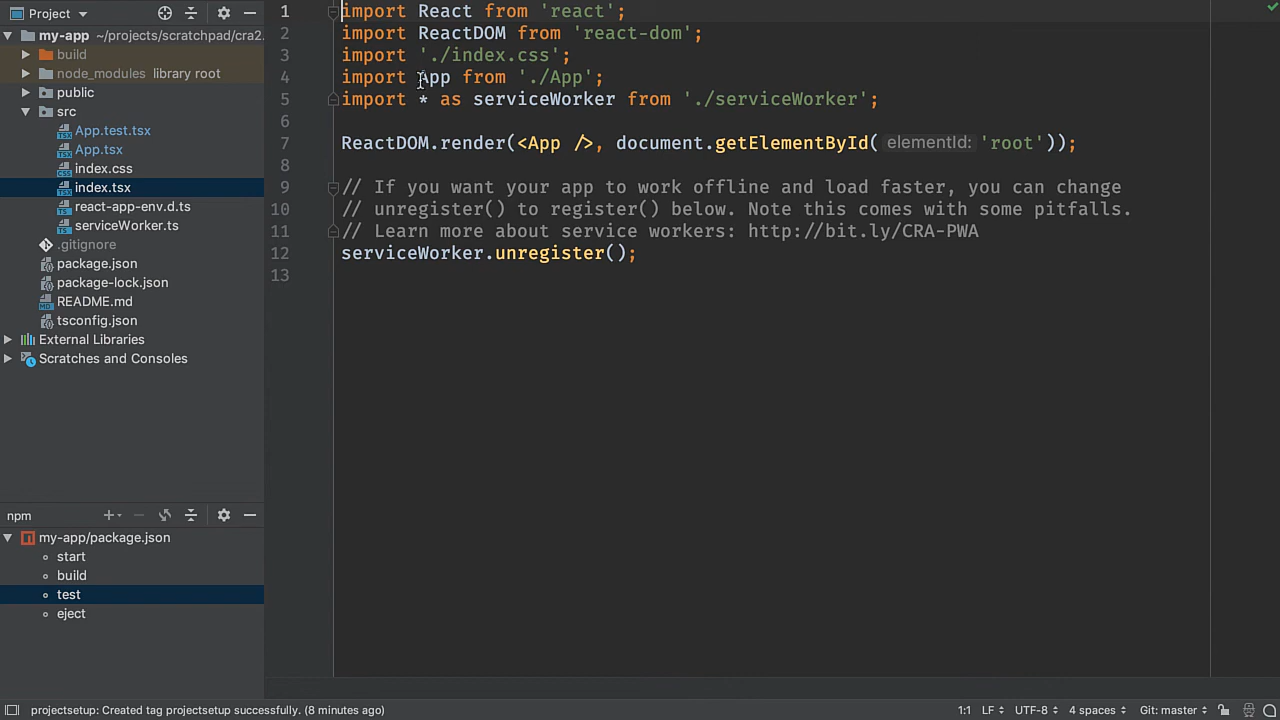 Project
my-app ~/projects/scratchpad/cra2
build
node_modules library root
public
src
App.test.tsx
App.tsx
index.css
index.tsx
react-app-env.d.ts
serviceWorker.ts
.gitignore
package.json
package-lock.json
README.md
tsconfig.json
External Libraries
Scratches and Consoles
npm
my-app/package.json
start
build
test
eject
1 import React from 'react';
2 import ReactDOM from 'react-dom';
3 import './index.css';
4 import App from './App';
5 import * as serviceWorker from './serviceWorker';
6
7 ReactDOM.render(<App />, document.getElementById( elementId: 'root'));
8
9 // If you want your app to work offline and load faster, you can change
10 // unregister() to register() below. Note this comes with some pitfalls.
11 // Learn more about service workers: http://bit.ly/CRA-PWA
12 serviceWorker.unregister();
13
projectsetup: Created tag projectsetup successfully. (8 minutes ago) 1:1 LF UTF-8 4 spaces Git: master